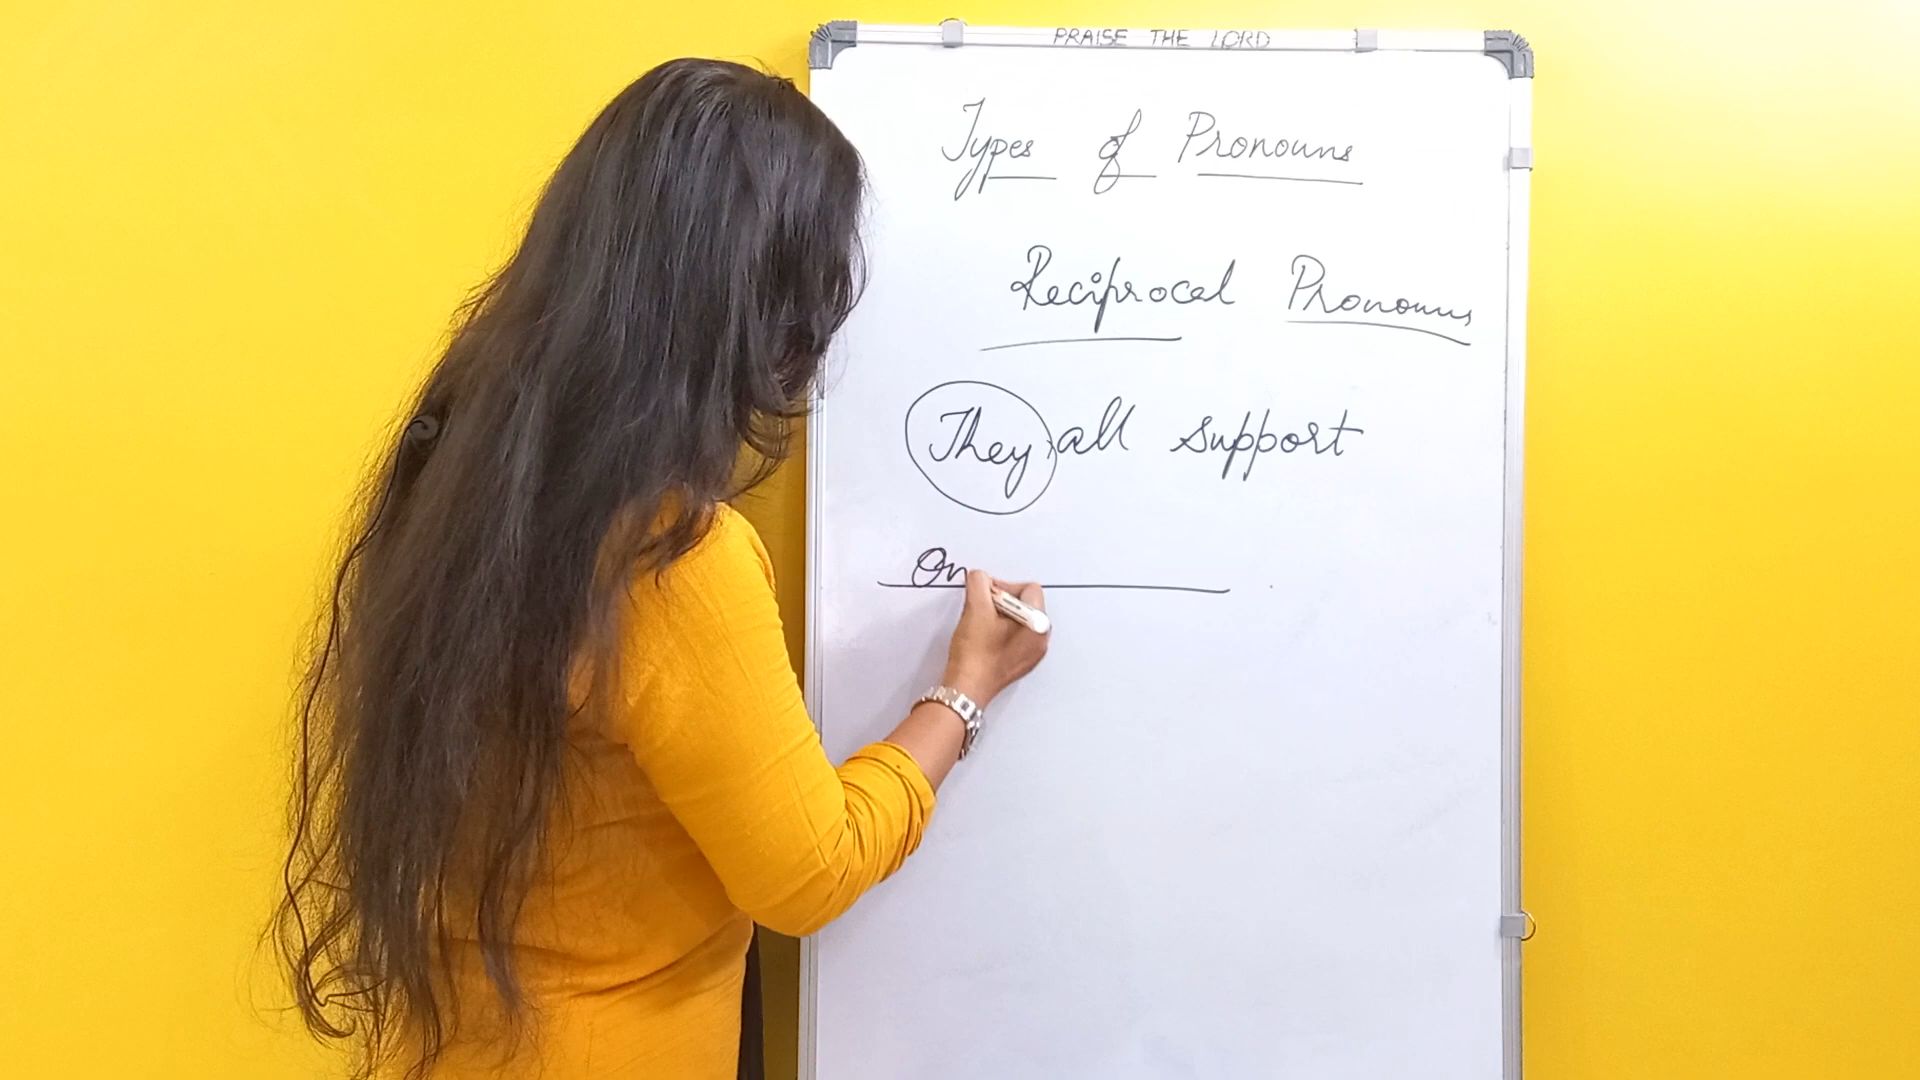 PRAISE THE LORD
Types of Pronouns
Reciprocal Pronouns
They all support
On